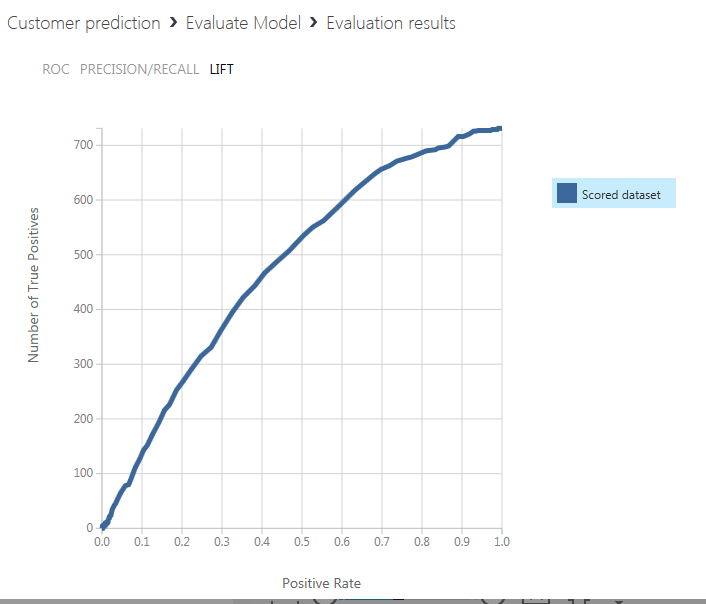 Customer prediction > Evaluate Model > Evaluation results
ROC PRECISION/RECALL LIFT
700
600
500
400
300
200
100
0
Number of True Positives
0.0 0.1 0.2 0.3 0.4 0.5 0.6 0.7 0.8 0.9 1.0
Positive Rate
Scored dataset